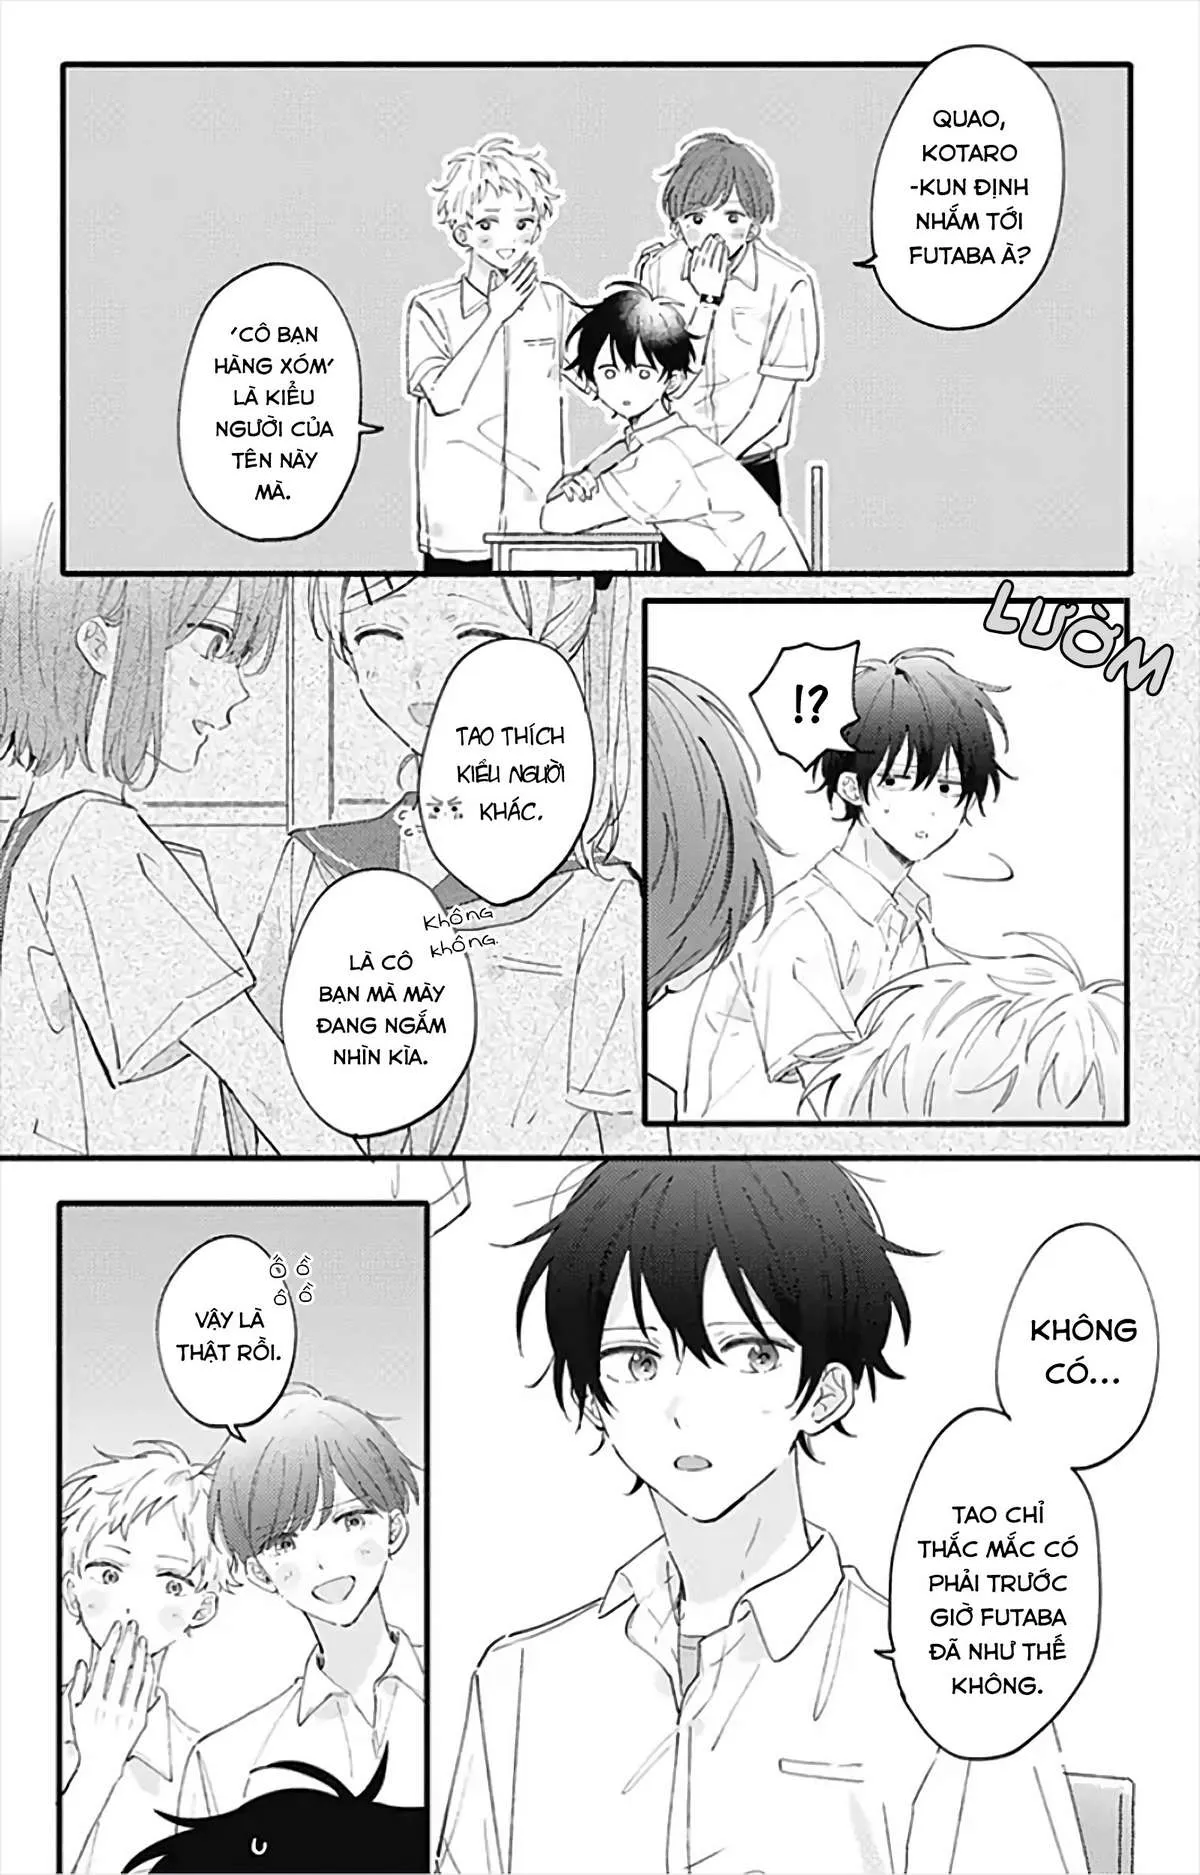 QUAO,
KOTARO
-KUN ĐỊNH
NHẮM TỚI
FUTABA À?
‘CÔ BẠN
HÀNG XÓM’
LÀ KIỂU
NGƯỜI CỦA
TÊN NÀY
MÀ.
LƯỜM
!?
TAO THÍCH
KIỂU NGƯỜI
KHÁC.
KHÔNG
KHÔNG.
LÀ CÔ
BẠN MÀ MÀY
ĐANG NGẮM
NHÌN KÌA.
KHÔNG
CÓ...
TAO CHỈ
THẮC MẮC CÓ
PHẢI TRƯỚC
GIỜ FUTABA
ĐÃ NHƯ THẾ
KHÔNG.
Ồ Ồ
Ồ Ồ
VẬY LÀ
THẬT RỒI.